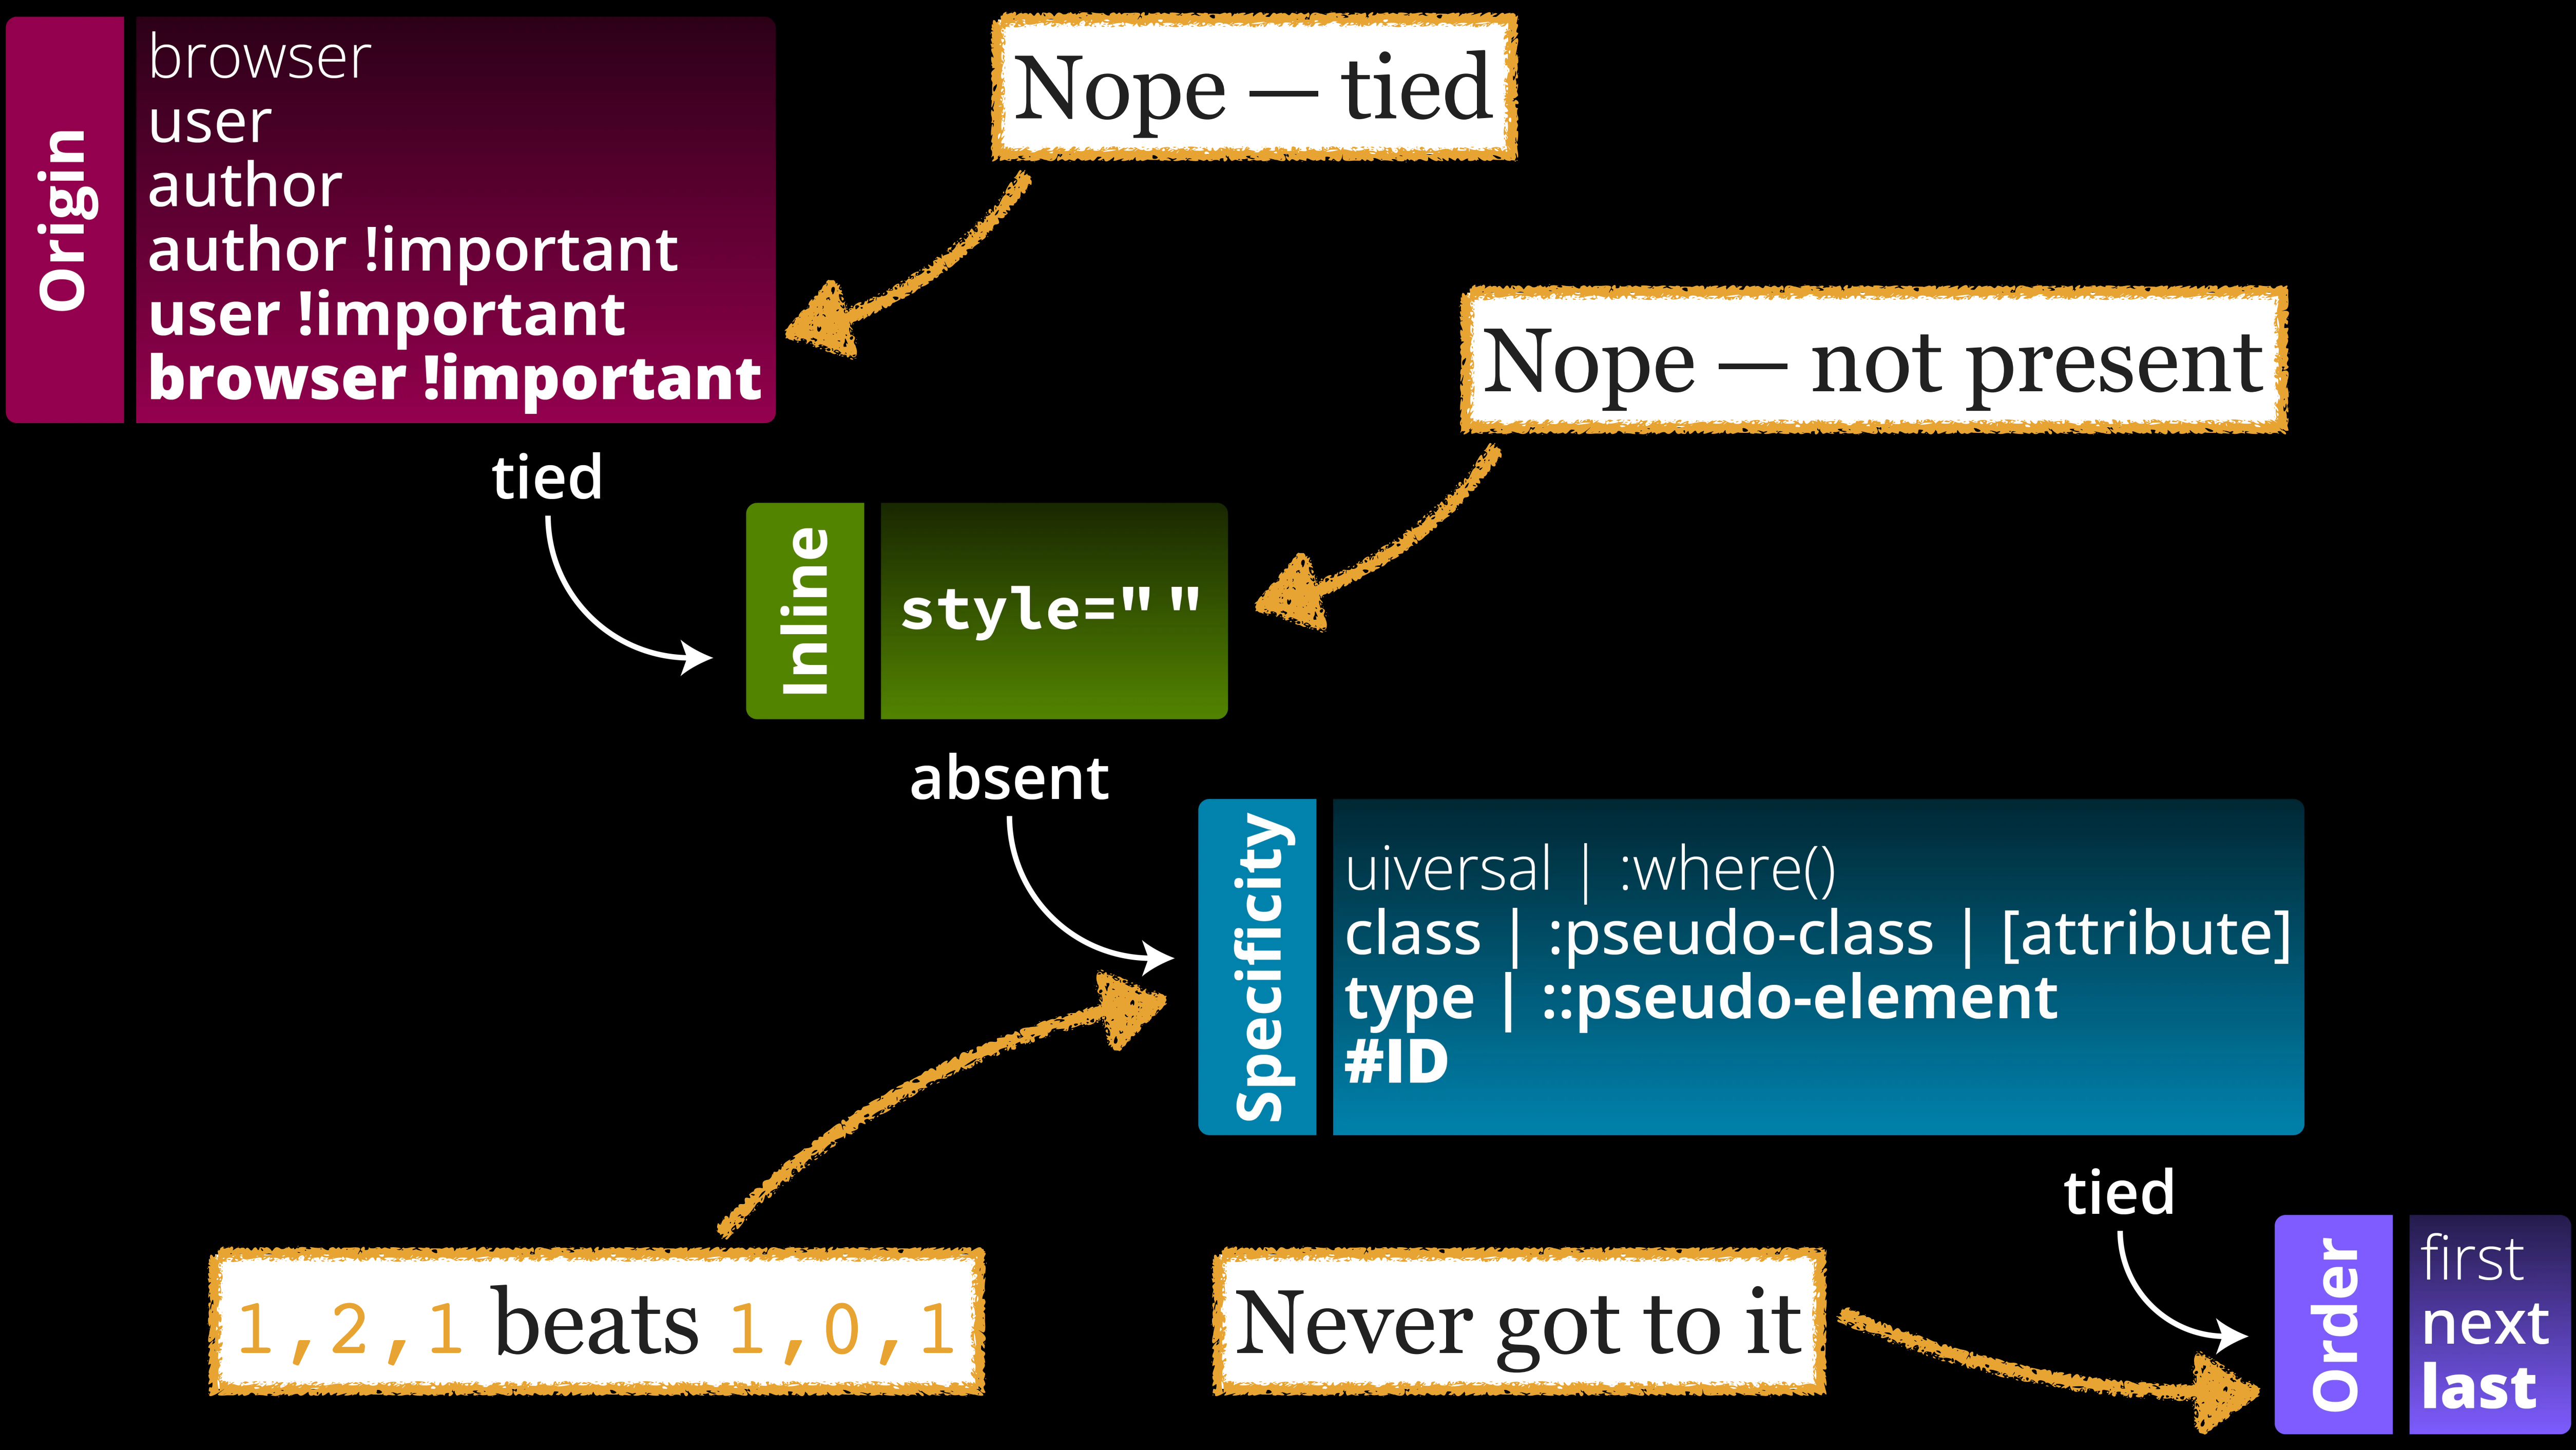 Origin
browser
user
author
author !important
user !important
browser !important
Nope — tied
tied
Nope — not present
Inline
style=""
absent
Specificity
uiversal | :where()
class | :pseudo-class | [attribute]
type | ::pseudo-element
#ID
1,2,1 beats 1,0,1
Never got to it
tied
Order
first
next
last